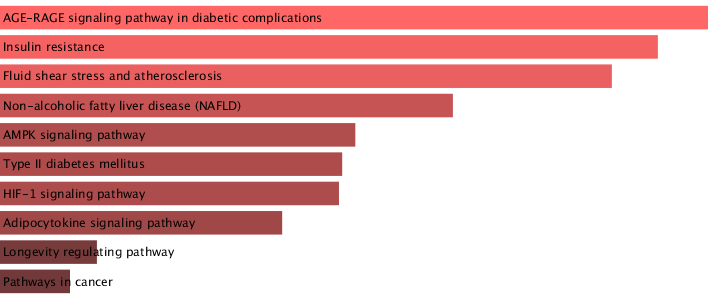 AGE-RAGE signaling pathway in diabetic complications
Insulin resistance
Fluid shear stress and atherosclerosis
Non-alcoholic fatty liver disease (NAFLD)
AMPK signaling pathway
Type II diabetes mellitus
HIF-1 signaling pathway
Adipocytokine signaling pathway
Longevity regulating pathway
Pathways in cancer